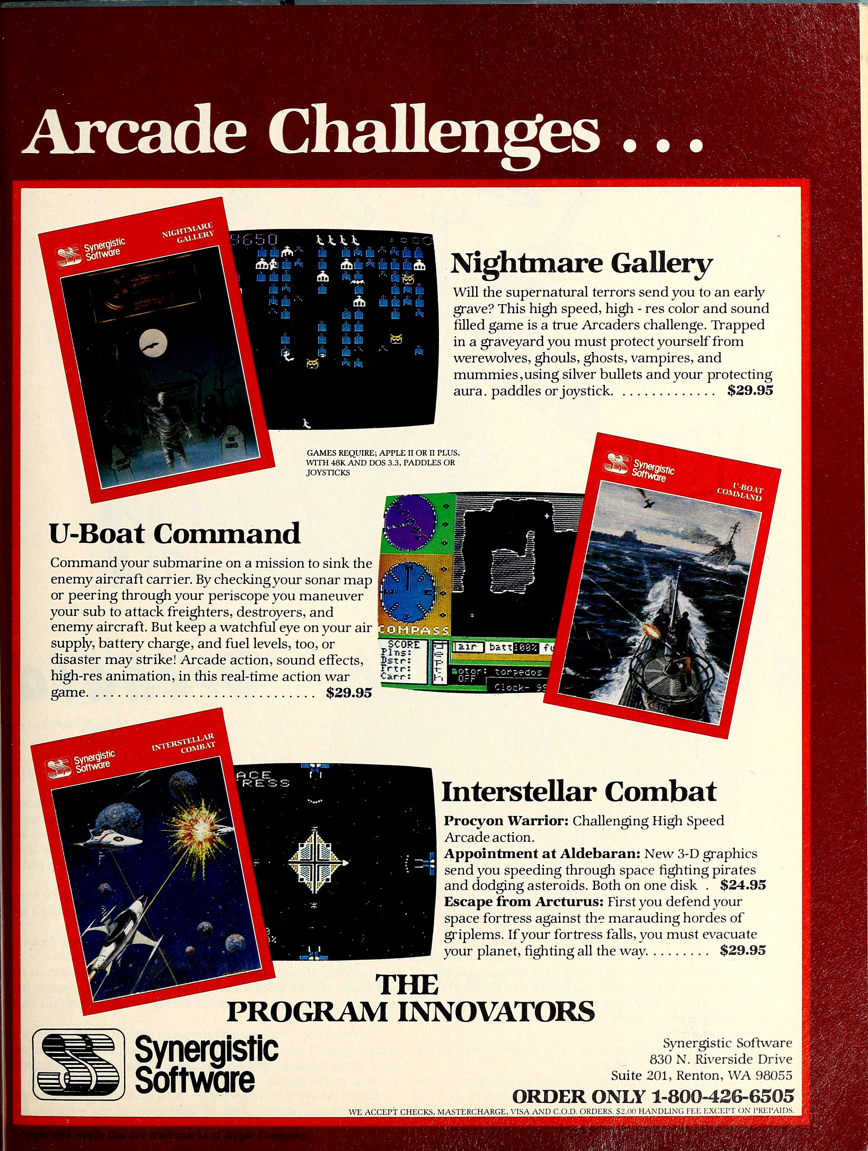 Arcade Challenges . . .
Synergistic
Software
NIGHTMARE
GALLERY
9650
Nightmare Gallery
Will the supernatural terrors send you to an early
grave? This high speed, high - res color and sound
filled game is a true Arcaders challenge. Trapped
in a graveyard you must protect yourself from
werewolves, ghouls, ghosts, vampires, and
mummies, using silver bullets and your protecting
aura. paddles or joystick. . . . . . . . . . . . . . $29.95
GAMES REQUIRE; APPLE II OR II PLUS,
WITH 48K AND DOS 3.3, PADDLES OR
JOYSTICKS
Synergistic
Software
U-BOAT
COMMAND
U-Boat Command
Command your submarine on a mission to sink the
enemy aircraft carrier. By checking your sonar map
or peering through your periscope you maneuver
your sub to attack freighters, destroyers, and
enemy aircraft. But keep a watchful eye on your air
supply, battery charge, and fuel levels, too, or
disaster may strike! Arcade action, sound effects,
high-res animation, in this real-time action war
game. . . . . . . . . . . . . . . . . . . . . . . . . . . . . $29.95
COMPASS
SCORE
Plns:
Dstr:
Frtr:
Carr:
depth
air batt 100% fu
motor: torpedos
OFF
Clock- 9
Synergistic
Software
INTERSTELLAR
COMBAT
ACE
RESS
Interstellar Combat
Procyon Warrior: Challenging High Speed
Arcade action.
Appointment at Aldebaran: New 3-D graphics
send you speeding through space fighting pirates
and dodging asteroids. Both on one disk . $24.95
Escape from Arcturus: First you defend your
space fortress against the marauding hordes of
griplems. If your fortress falls, you must evacuate
your planet, fighting all the way. . . . . . . . . $29.95
THE
PROGRAM INNOVATORS
Synergistic
Software
Synergistic Software
830 N. Riverside Drive
Suite 201, Renton, WA 98055
ORDER ONLY 1-800-426-6505
WE ACCEPT CHECKS, MASTERCHARGE, VISA AND C.O.D. ORDERS. $2.00 HANDLING FEE EXCEPT ON PREPAIDS.
Apple and Apple Dos are trademarks of Apple Computer.